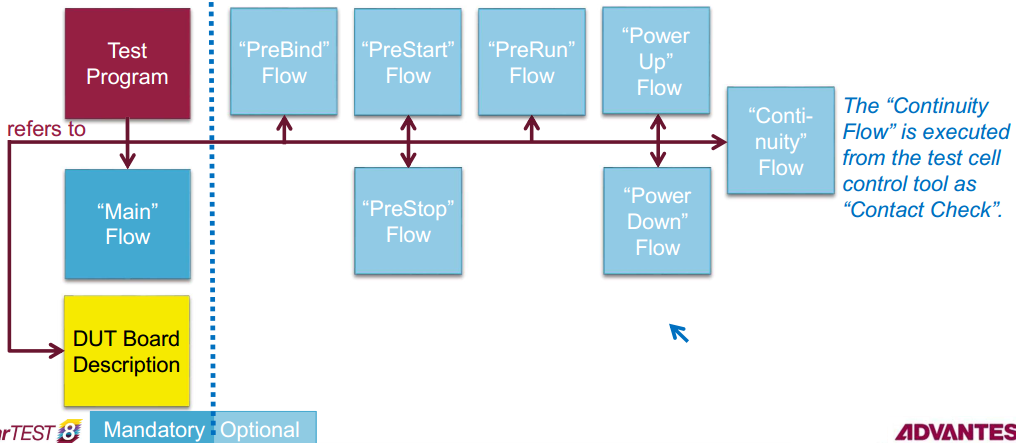 Test
Program
refers to
"Main"
Flow
DUT Board
Description
"PreBind"
Flow
"PreStart"
Flow
"PreRun"
Flow
"Power
Up"
Flow
"PreStop"
Flow
"Power
Down"
Flow
"Conti-
nuity"
Flow
The "Continuity
Flow" is executed
from the test cell
control tool as
"Contact Check".
rTEST 8
Mandatory Optional
ADVANTES